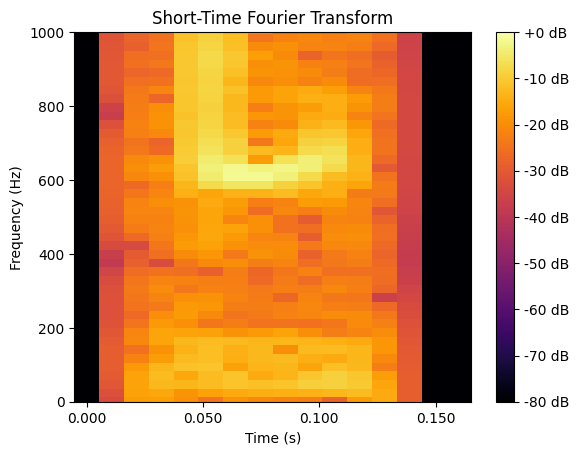 Short-Time Fourier Transform
1000
800
600
400
200
0
Frequency (Hz)
0.000
0.050
0.100
0.150
Time (s)
+0 dB
-10 dB
-20 dB
-30 dB
-40 dB
-50 dB
-60 dB
-70 dB
-80 dB